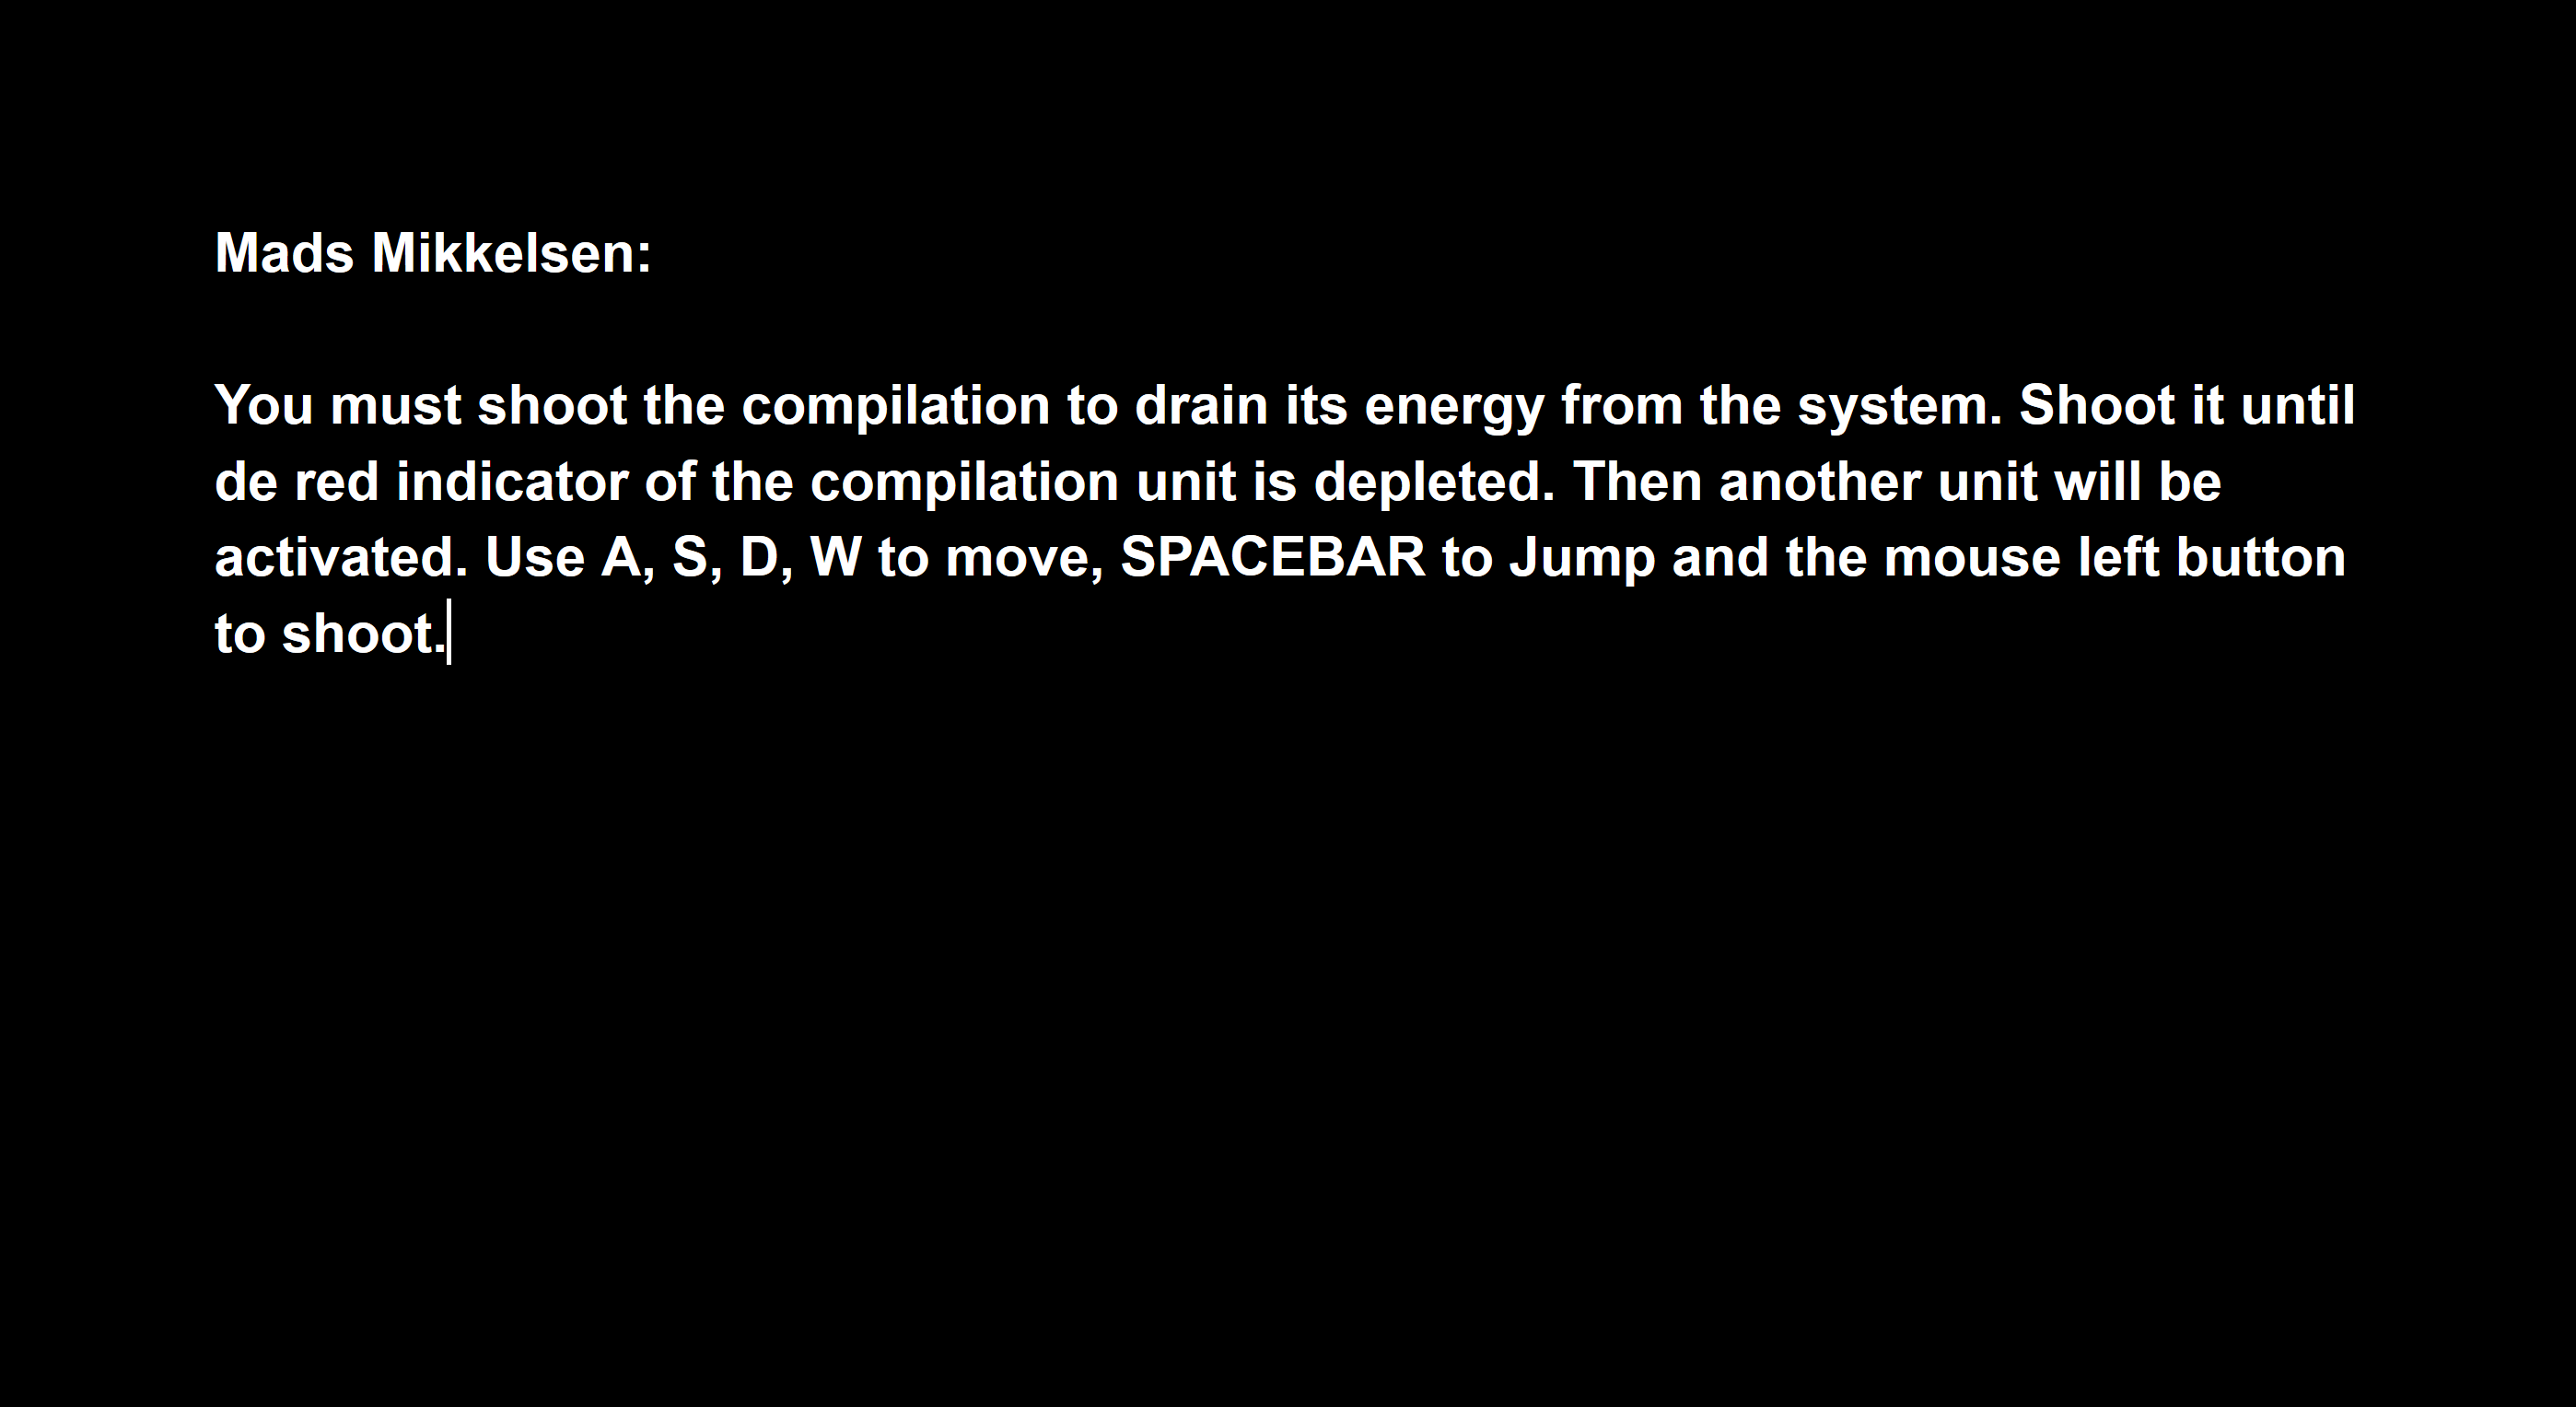 Mads Mikkelsen:
You must shoot the compilation to drain its energy from the system. Shoot it until
de red indicator of the compilation unit is depleted. Then another unit will be
activated. Use A, S, D, W to move, SPACEBAR to Jump and the mouse left button
to shoot.